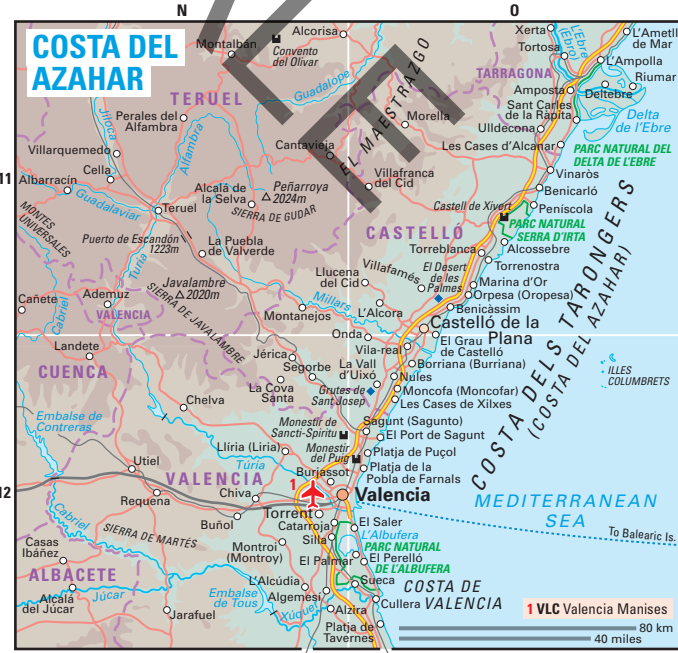 N
O
COSTA DEL
AZAHAR
Montalbán
Alcorisa
Convento
del Olivar
Xerta
Tortosa
L'Ebre
Ebro
L'Ametlla
de Mar
L'Ampolla
Riumar
TARRAGONA
Amposta
Deltebre
Sant Carles
de la Ràpita
Delta
de l'Ebre
Guadalope
TERUEL
Jiloca
Perales del
Alfambra
Alfambra
EL MAESTRAZGO
Morella
Ulldecona
Les Cases d'Alcanar
PARC NATURAL DEL
DELTA DE L'EBRE
Villarquemedo
Cella
Cantavieja
Vinaròs
11
Albarracín
Guadalaviar
Alcalá de
la Selva
Peñarroya
2024m
Villafranca
del Cid
Benicarló
MONTES
UNIVERSALES
Teruel
SIERRA DE GUDAR
Castell de Xivert
Peníscola
PARC NATURAL
SERRA D'IRTA
Puerto de Escandón
1223m
La Puebla
de Valverde
CASTELLÓ
Torreblanca
Alcossebre
Turia
Llucena
del Cid
Villafamés
El Desert
de les
Palmes
Torrenostra
Cañete
Cabriel
Ademuz
VALENCIA
Javalambre
2020m
SIERRA DE JAVALAMBRE
Millars
Marina d'Or
Orpesa (Oropesa)
Montanejos
L'Alcora
Benicàssim
Castelló de la
Plana
COSTA DELS TARONGERS
(COSTA DEL AZAHAR)
Landete
Onda
El Grau
de Castelló
Vila-real
Jérica
Segorbe
La Vall
d'Uixó
Borriana (Burriana)
ILLES
COLUMBRETS
CUENCA
La Cova
Santa
Grutes de
Sant Josep
Nules
Moncofa (Moncofar)
Les Cases de Xilxes
Chelva
Embalse de
Contreras
Monestir de
Sancti-Spiritu
Sagunt (Sagunto)
El Port de Sagunt
Llíria (Liria)
Monestir
del Puig
Platja de Puçol
Utiel
Túria
Burjassot
Platja de la
Pobla de Farnals
VALENCIA
1
12
Requena
Chiva
Valencia
MEDITERRANEAN
SEA
Buñol
Torrent
Catarroja
El Saler
To Balearic Is.
Cabriel
SIERRA DE MARTÉS
Silla
L'Albufera
PARC NATURAL
DE L'ALBUFERA
Casas
Ibáñez
Montroi
(Montroy)
El Palmar
El Perelló
ALBACETE
L'Alcúdia
Sueca
COSTA DE
VALENCIA
Alcalá
del Júcar
Júcar
Embalse
de Tous
Algemesí
Cullera
1 VLC Valencia Manises
Jarafuel
Xúquer
Alzira
Platja de
Tavernes
80 km
40 miles